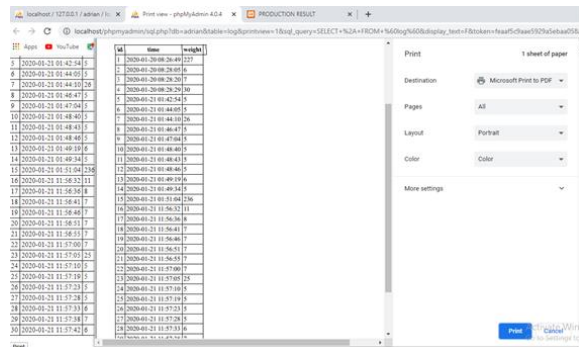 localhost / 127.0.0.1 / adrian / lo
Print view - phpMyAdmin 4.0.4
PRODUCTION RESULT
localhost/phpmyadmin/sql.php?db=adrian&table=log&printview=1&sql_query=SELECT+%2A+FROM+%60log%60&display_text=F&token=
Apps YouTube
5 2020-01-21 01:42:54 5
6 2020-01-21 01:44:05 5
7 2020-01-21 01:44:10 26
8 2020-01-21 01:46:47 5
9 2020-01-21 01:47:04 5
10 2020-01-21 01:48:40 5
11 2020-01-21 01:48:43 5
12 2020-01-21 01:48:46 5
13 2020-01-21 01:49:19 6
14 2020-01-21 01:49:34 5
15 2020-01-21 01:51:04 236
16 2020-01-21 11:56:32 11
17 2020-01-21 11:56:36 8
18 2020-01-21 11:56:41 7
19 2020-01-21 11:56:46 7
20 2020-01-21 11:56:51 7
21 2020-01-21 11:56:55 7
22 2020-01-21 11:57:00 7
23 2020-01-21 11:57:05 25
24 2020-01-21 11:57:10 5
25 2020-01-21 11:57:19 5
26 2020-01-21 11:57:23 5
27 2020-01-21 11:57:28 5
28 2020-01-21 11:57:33 6
29 2020-01-21 11:57:38 7
30 2020-01-21 11:57:42 6
Print
id time weight
1 2020-01-20 08:26:49 227
2 2020-01-20 08:28:05 6
3 2020-01-20 08:28:20 7
4 2020-01-20 08:28:29 30
5 2020-01-21 01:42:54 5
6 2020-01-21 01:44:05 5
7 2020-01-21 01:44:10 26
8 2020-01-21 01:46:47 5
9 2020-01-21 01:47:04 5
10 2020-01-21 01:48:40 5
11 2020-01-21 01:48:43 5
12 2020-01-21 01:48:46 5
13 2020-01-21 01:49:19 6
14 2020-01-21 01:49:34 5
15 2020-01-21 01:51:04 236
16 2020-01-21 11:56:32 11
17 2020-01-21 11:56:36 8
18 2020-01-21 11:56:41 7
19 2020-01-21 11:56:46 7
20 2020-01-21 11:56:51 7
21 2020-01-21 11:56:55 7
22 2020-01-21 11:57:00 7
23 2020-01-21 11:57:05 25
24 2020-01-21 11:57:10 5
25 2020-01-21 11:57:19 5
26 2020-01-21 11:57:23 5
27 2020-01-21 11:57:28 5
28 2020-01-21 11:57:33 6
Print 1 sheet of paper
Destination Microsoft Print to PDF
Pages All
Layout Portrait
Color Color
More settings
Activate Win
Print Cancel
Go to Settings to